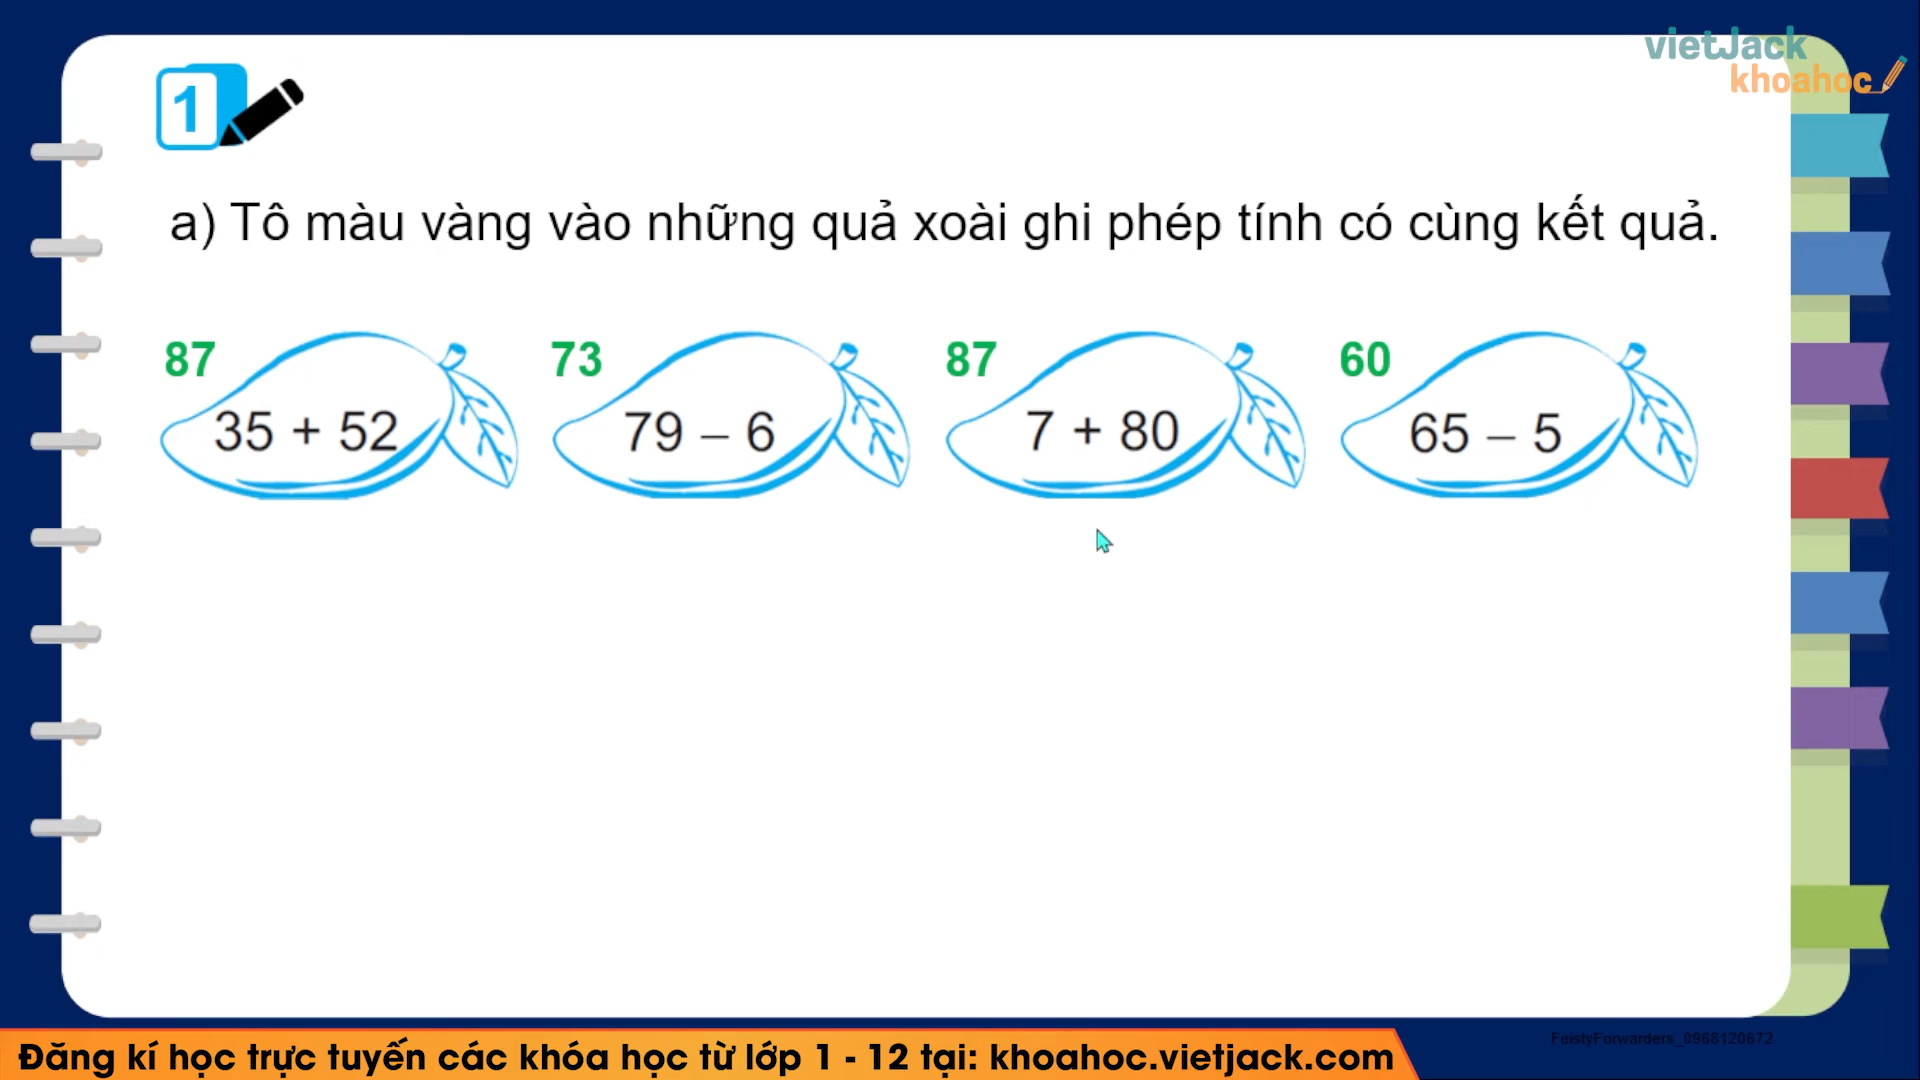 vietJack
khoahoc
1
a) Tô màu vàng vào những quả xoài ghi phép tính có cùng kết quả.
87 73 87 60
35 + 52 79 – 6 7 + 80 65 – 5
FeistyForwarders_0968120672
Đăng kí học trực tuyến các khóa học từ lớp 1 - 12 tại: khoahoc.vietjack.com